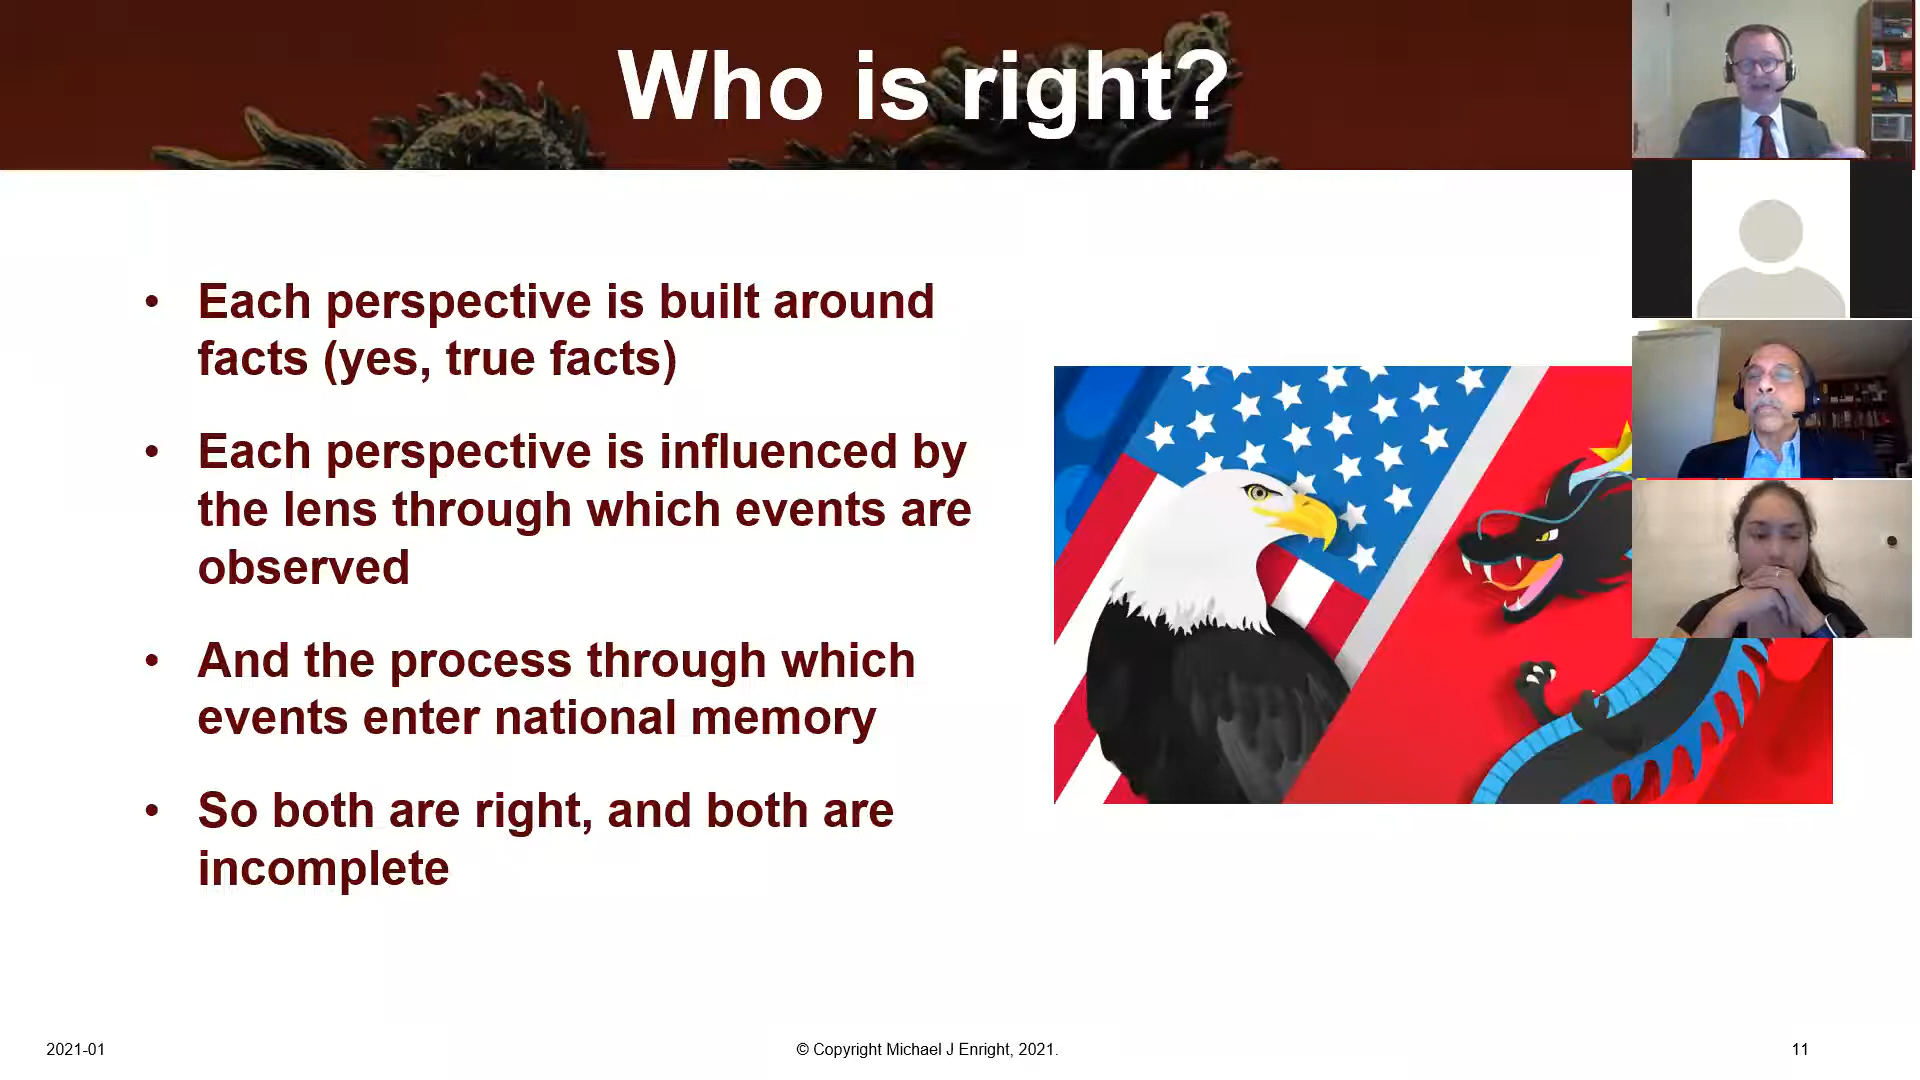 Who is right?
• Each perspective is built around
facts (yes, true facts)
• Each perspective is influenced by
the lens through which events are
observed
• And the process through which
events enter national memory
• So both are right, and both are
incomplete
2021-01
© Copyright Michael J Enright, 2021.
11